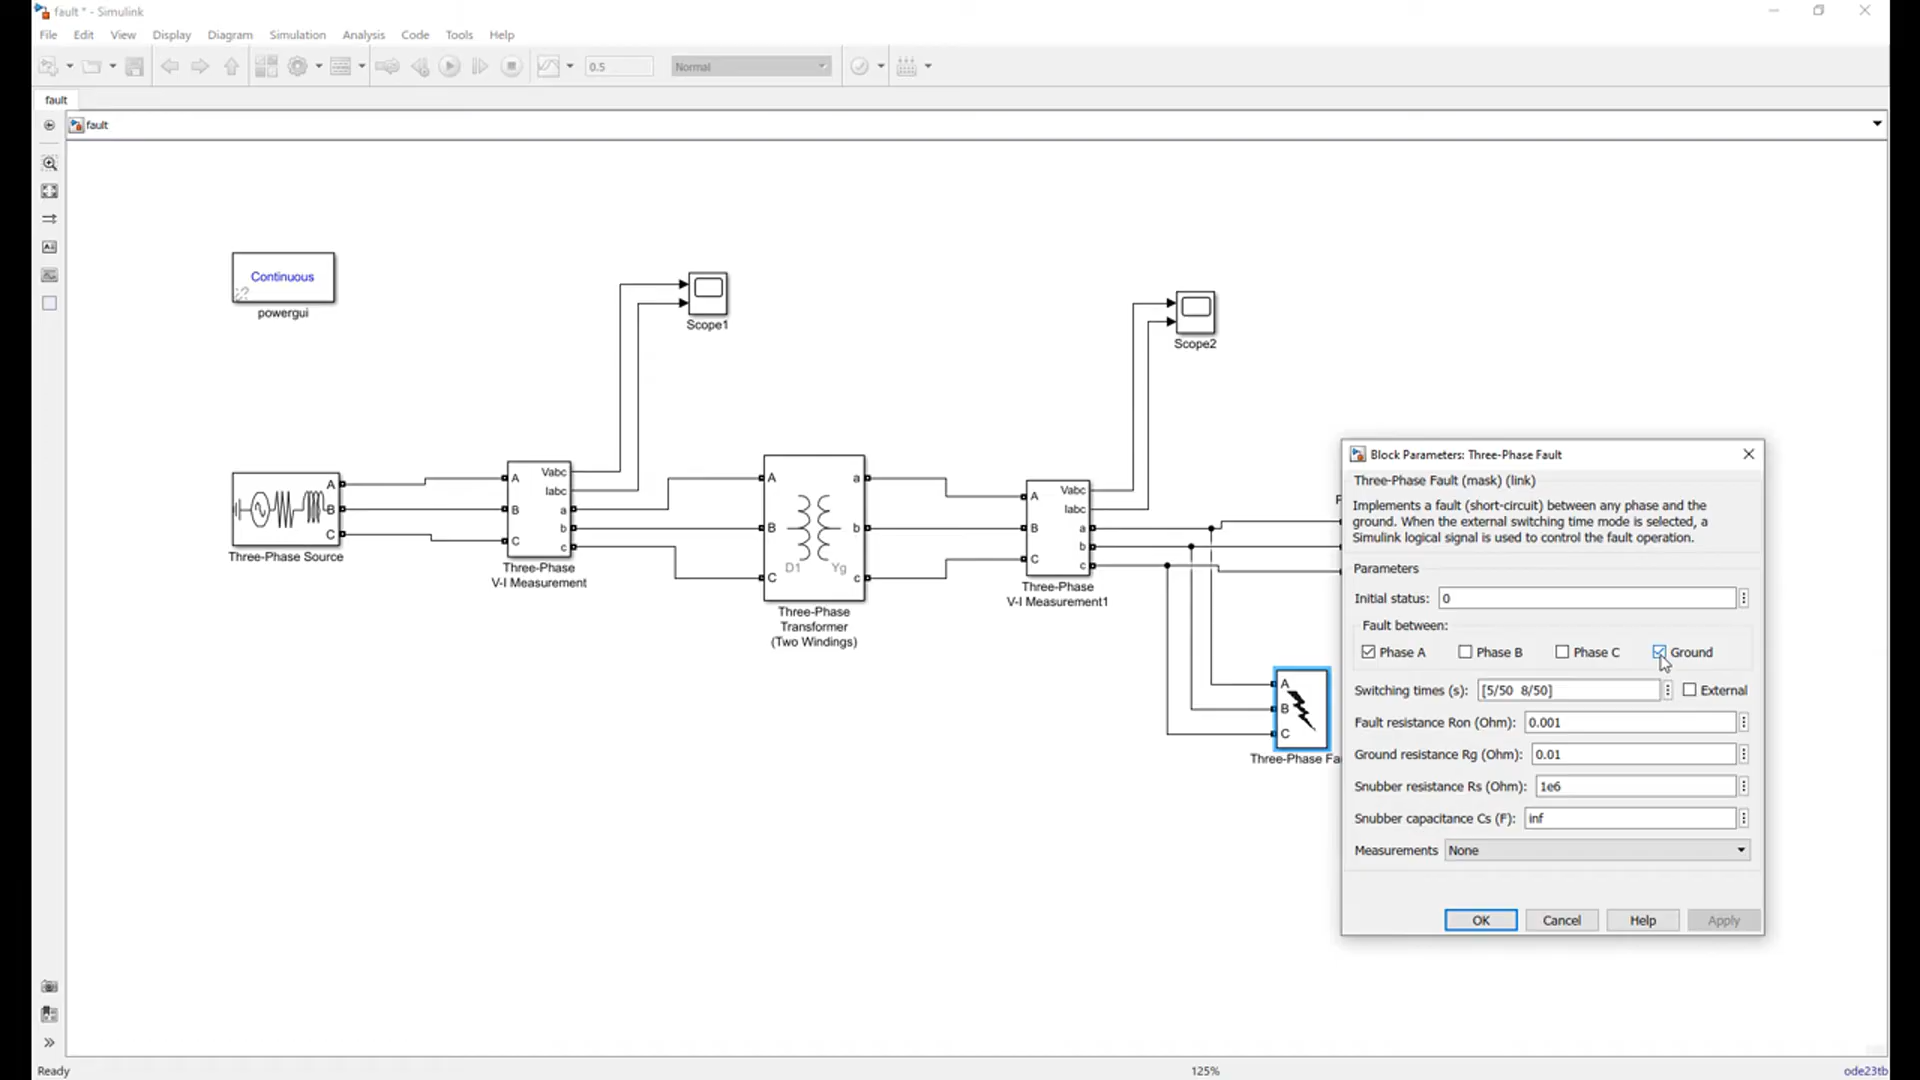 fault * - Simulink
File Edit View Display Diagram Simulation Analysis Code Tools Help
0.5 Normal
fault
fault
Continuous
powergui
Scope1
Scope2
A
B
C
Three-Phase Source
A
B
C
Vabc
Iabc
a
b
c
Three-Phase
V-I Measurement
A
B
C
a
b
c
D1 Yg
Three-Phase
Transformer
(Two Windings)
A
B
C
Vabc
Iabc
a
b
c
Three-Phase
V-I Measurement1
A
B
C
Three-Phase Fa
Block Parameters: Three-Phase Fault
Three-Phase Fault (mask) (link)
Implements a fault (short-circuit) between any phase and the
ground. When the external switching time mode is selected, a
Simulink logical signal is used to control the fault operation.
Parameters
Initial status: 0
Fault between:
Phase A Phase B Phase C Ground
Switching times (s): [5/50 8/50] External
Fault resistance Ron (Ohm): 0.001
Ground resistance Rg (Ohm): 0.01
Snubber resistance Rs (Ohm): 1e6
Snubber capacitance Cs (F): inf
Measurements None
OK Cancel Help Apply
Ready 125% ode23tb